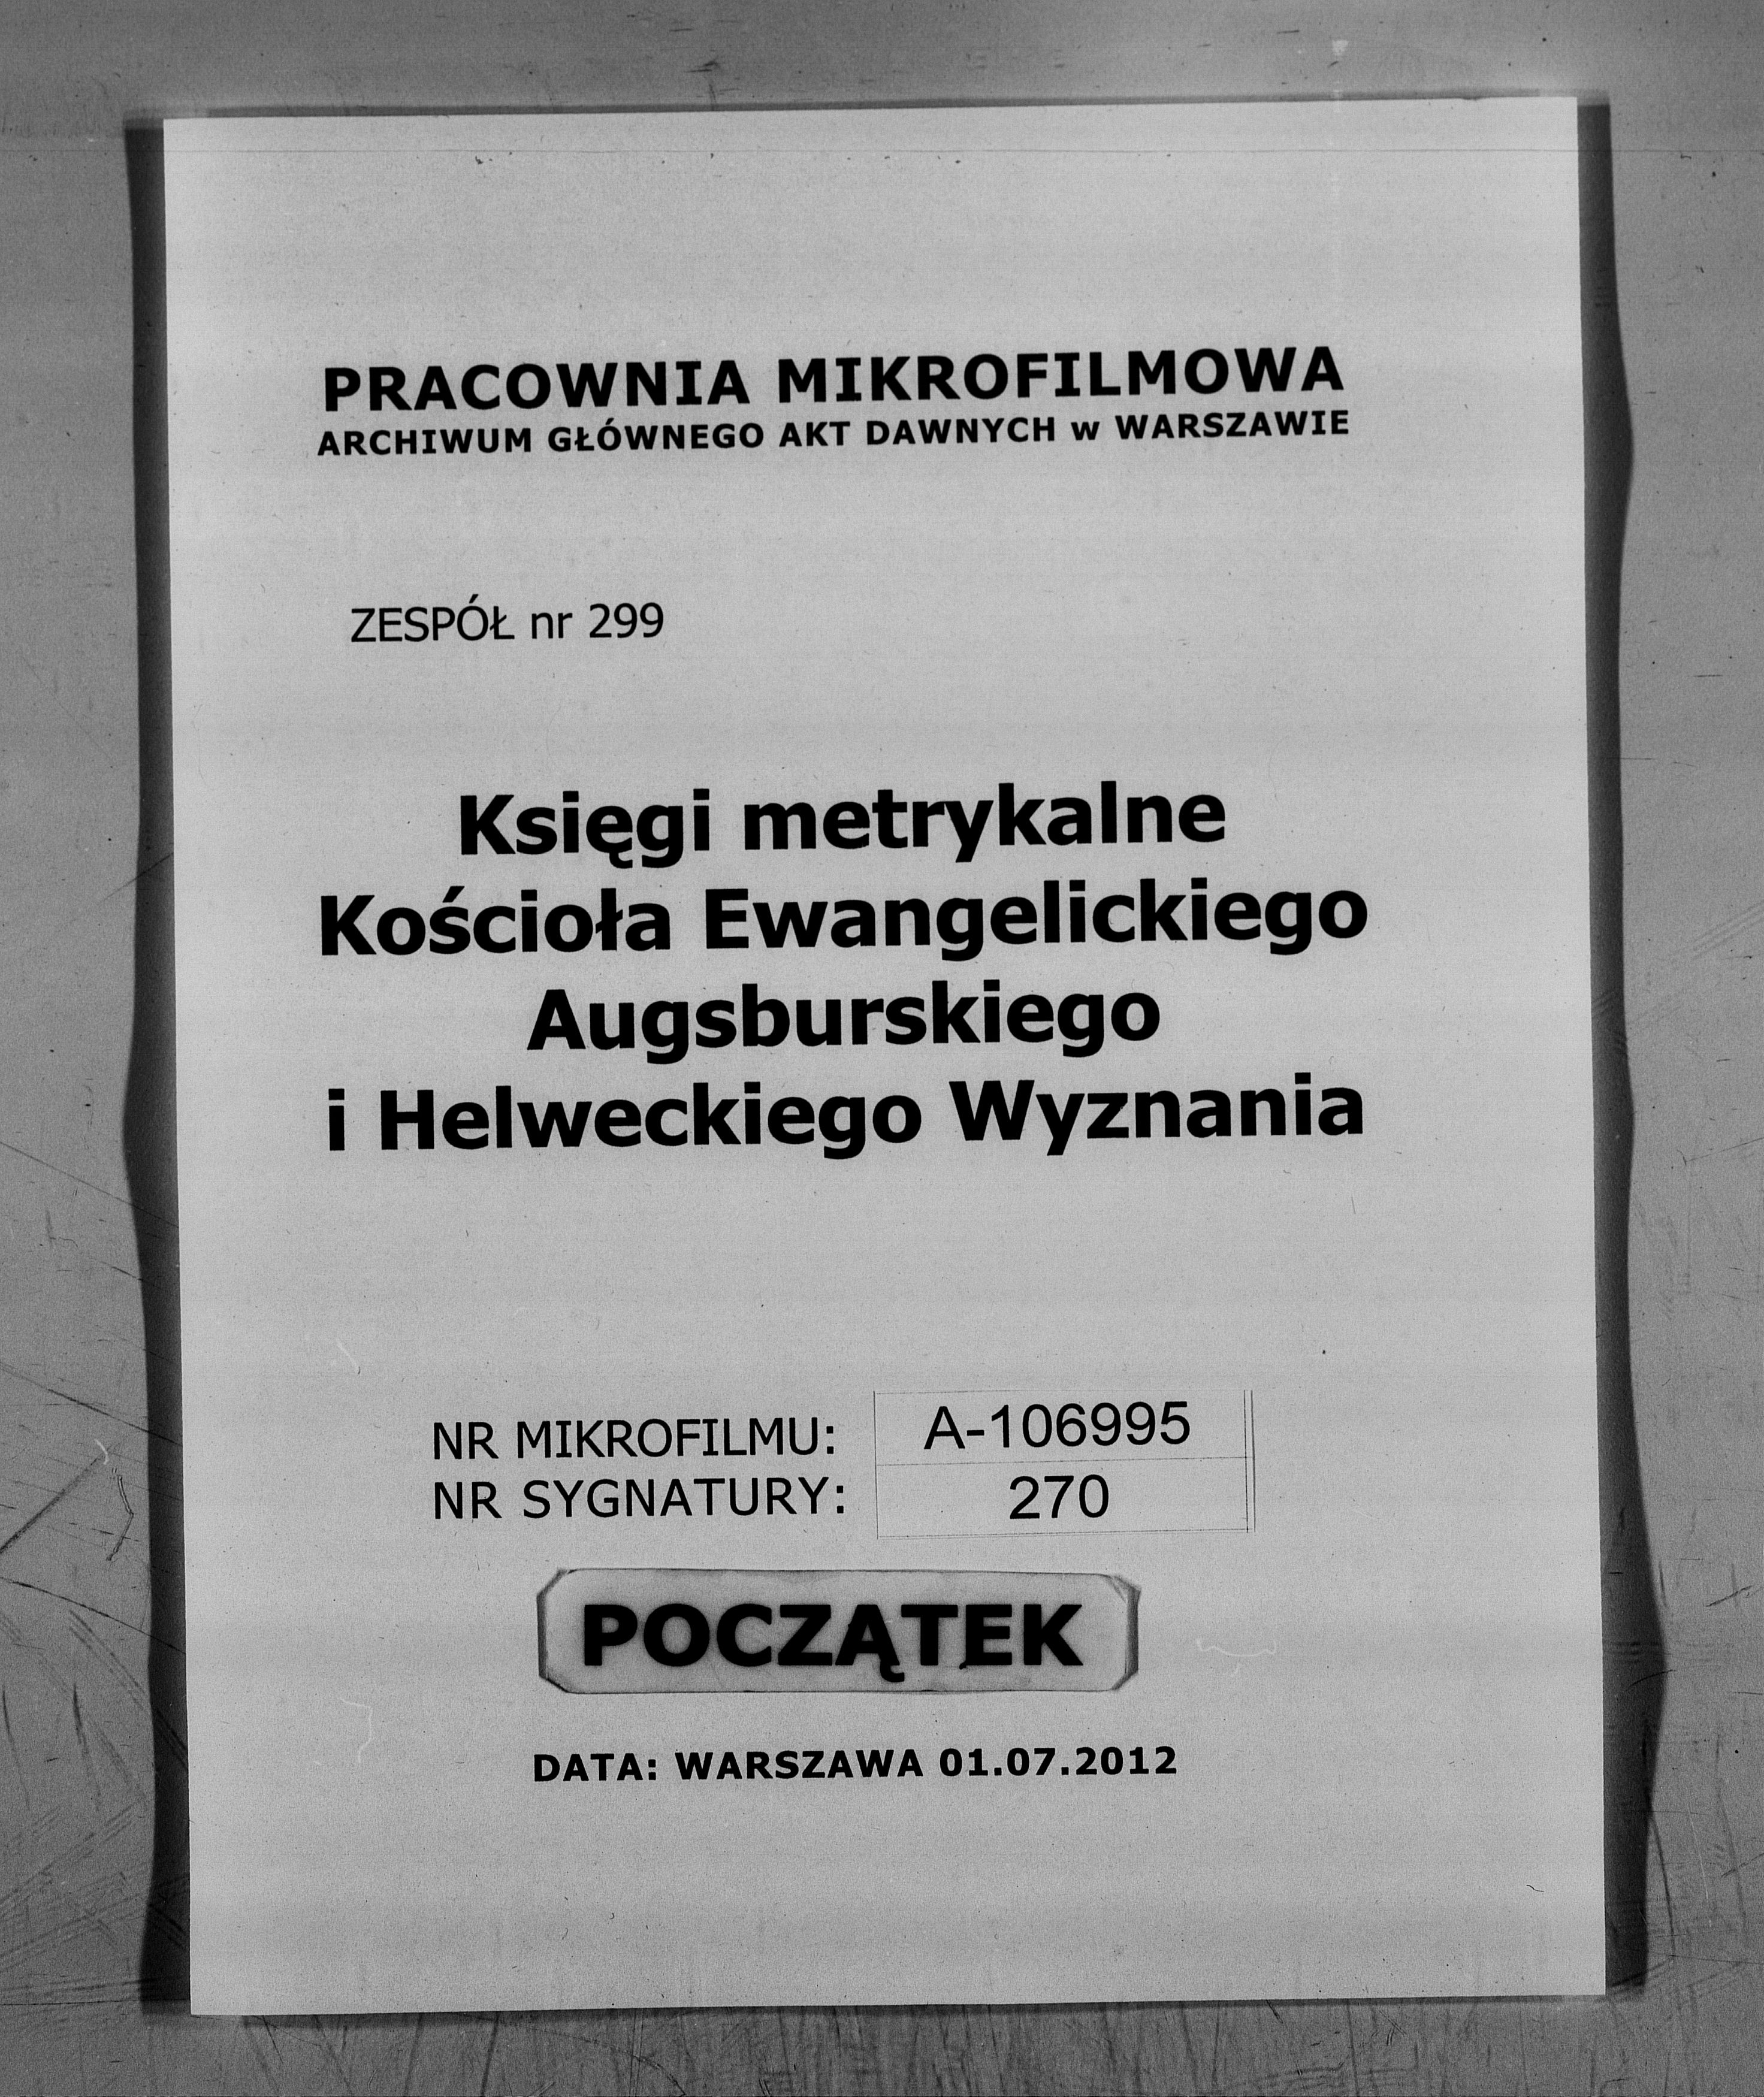 PRACOWNIA MIKROFILMOWA
ARCHIWUM GŁÓWNEGO AKT DAWNYCH w WARSZAWIE
ZESPÓŁ nr 299
Księgi metrykalne
Kościoła Ewangelickiego
Augsburskiego
i Helweckiego Wyznania
NR MIKROFILMU: A-106995
NR SYGNATURY: 270
POCZĄTEK
DATA: WARSZAWA 01.07.2012